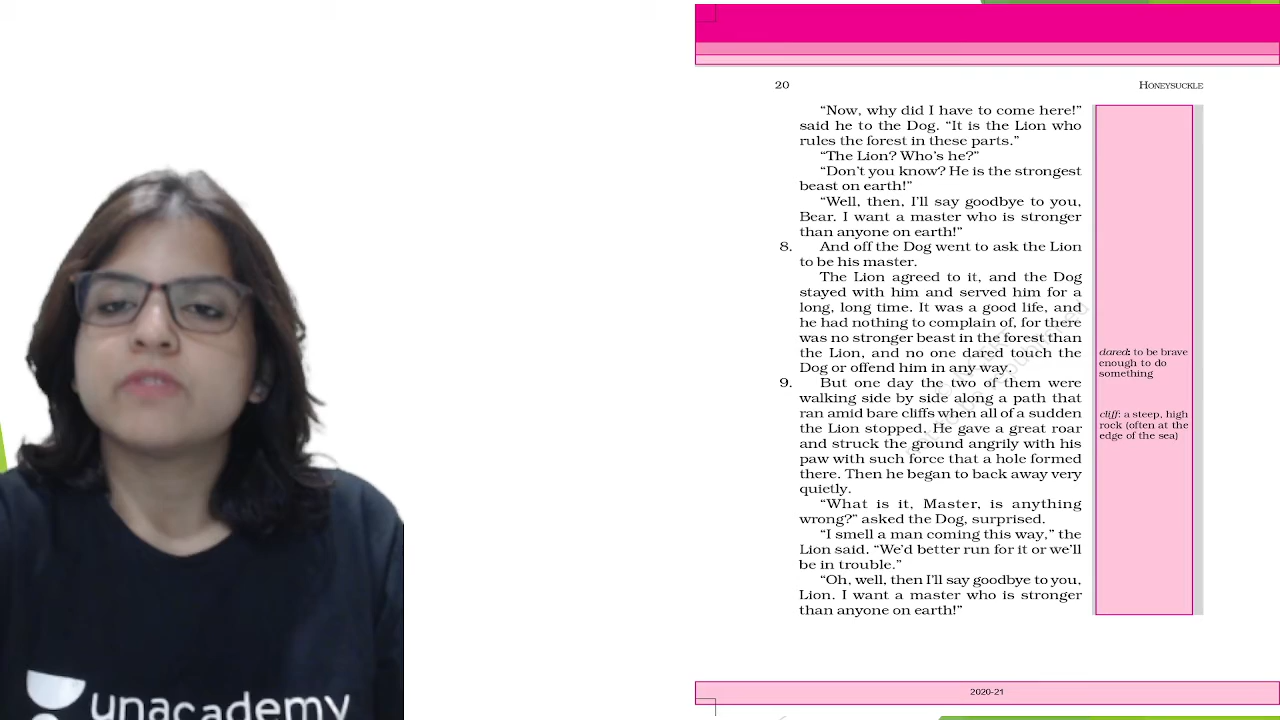 20
HONEYSUCKLE
“Now, why did I have to come here!”
said he to the Dog. “It is the Lion who
rules the forest in these parts.”
“The Lion? Who’s he?”
“Don’t you know? He is the strongest
beast on earth!”
“Well, then, I’ll say goodbye to you,
Bear. I want a master who is stronger
than anyone on earth!”
8. And off the Dog went to ask the Lion
to be his master.
The Lion agreed to it, and the Dog
stayed with him and served him for a
long, long time. It was a good life, and
he had nothing to complain of, for there
was no stronger beast in the forest than
the Lion, and no one dared touch the
Dog or offend him in any way.
9. But one day the two of them were
walking side by side along a path that
ran amid bare cliffs when all of a sudden
the Lion stopped. He gave a great roar
and struck the ground angrily with his
paw with such force that a hole formed
there. Then he began to back away very
quietly.
“What is it, Master, is anything
wrong?” asked the Dog, surprised.
“I smell a man coming this way,” the
Lion said. “We’d better run for it or we’ll
be in trouble.”
“Oh, well, then I’ll say goodbye to you,
Lion. I want a master who is stronger
than anyone on earth!”
dared: to be brave
enough to do
something
cliff: a steep, high
rock (often at the
edge of the sea)
2020-21
unacademy